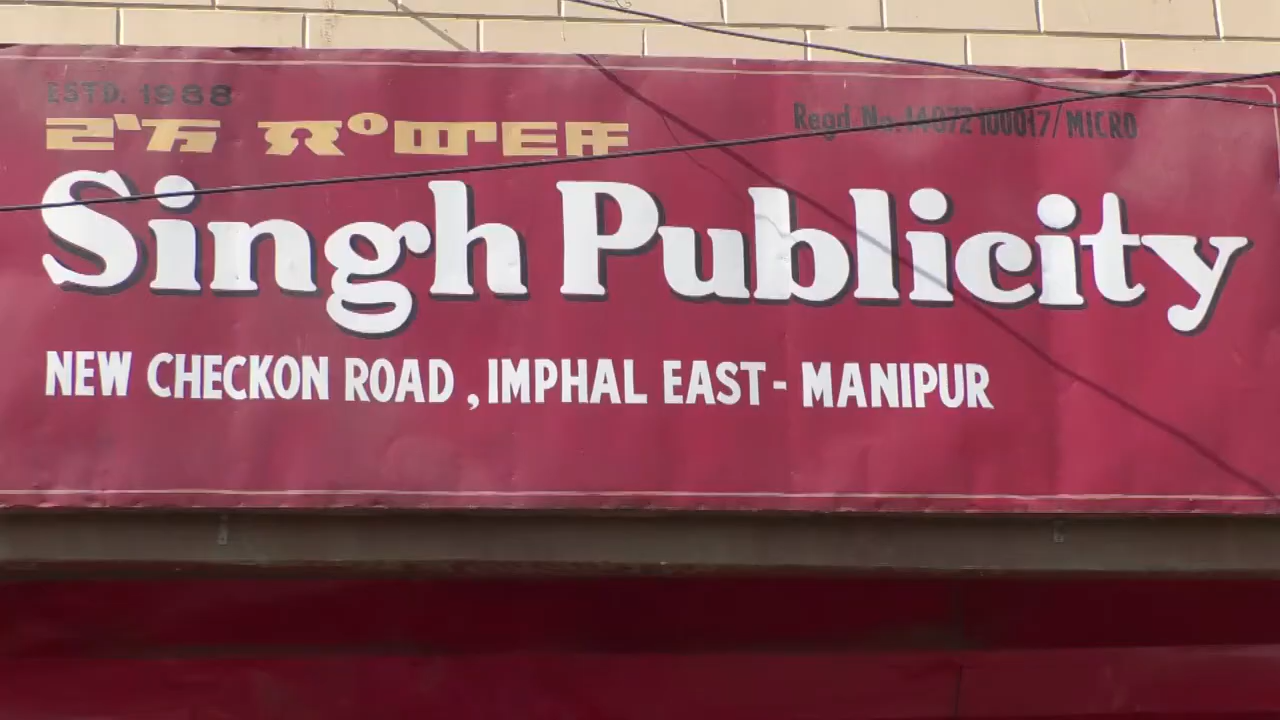 ESTD. 1988
Regd. No. 14072100017/MICRO
Singh Publicity
NEW CHECKON ROAD , IMPHAL EAST - MANIPUR